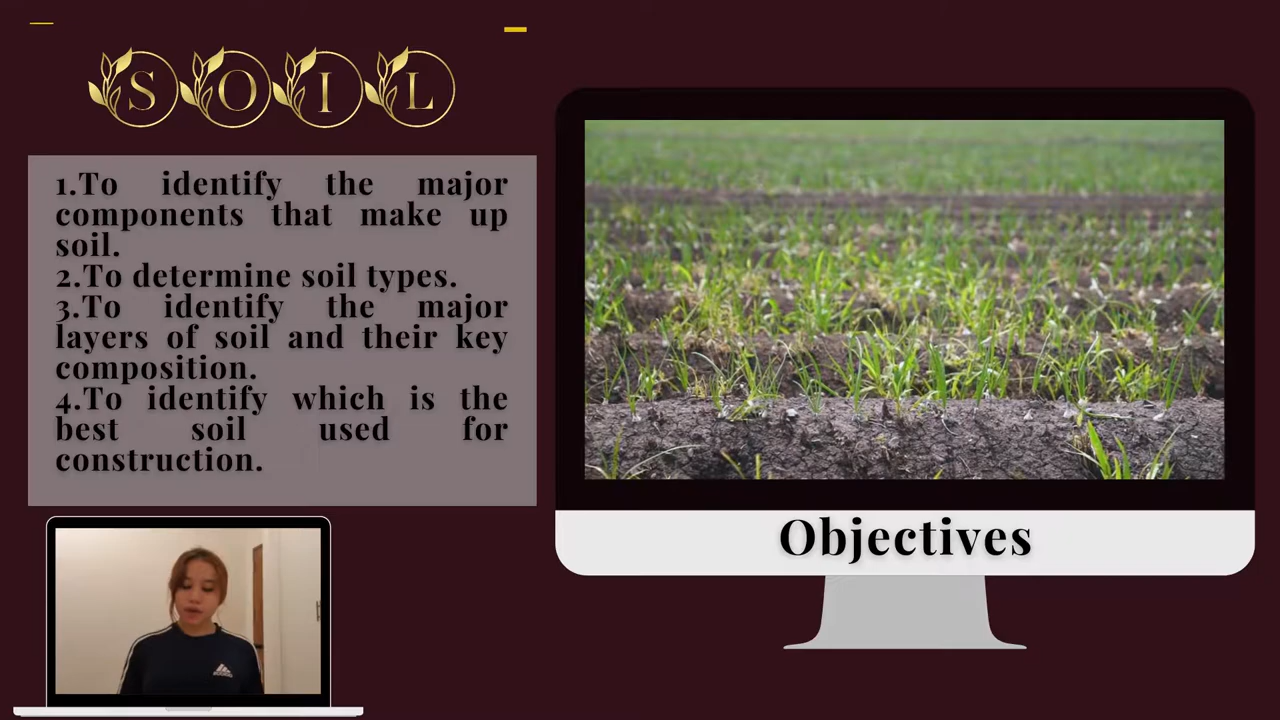 SOIL
1.To identify the major
components that make up
soil.
2.To determine soil types.
3.To identify the major
layers of soil and their key
composition.
4.To identify which is the
best soil used for
construction.
Objectives